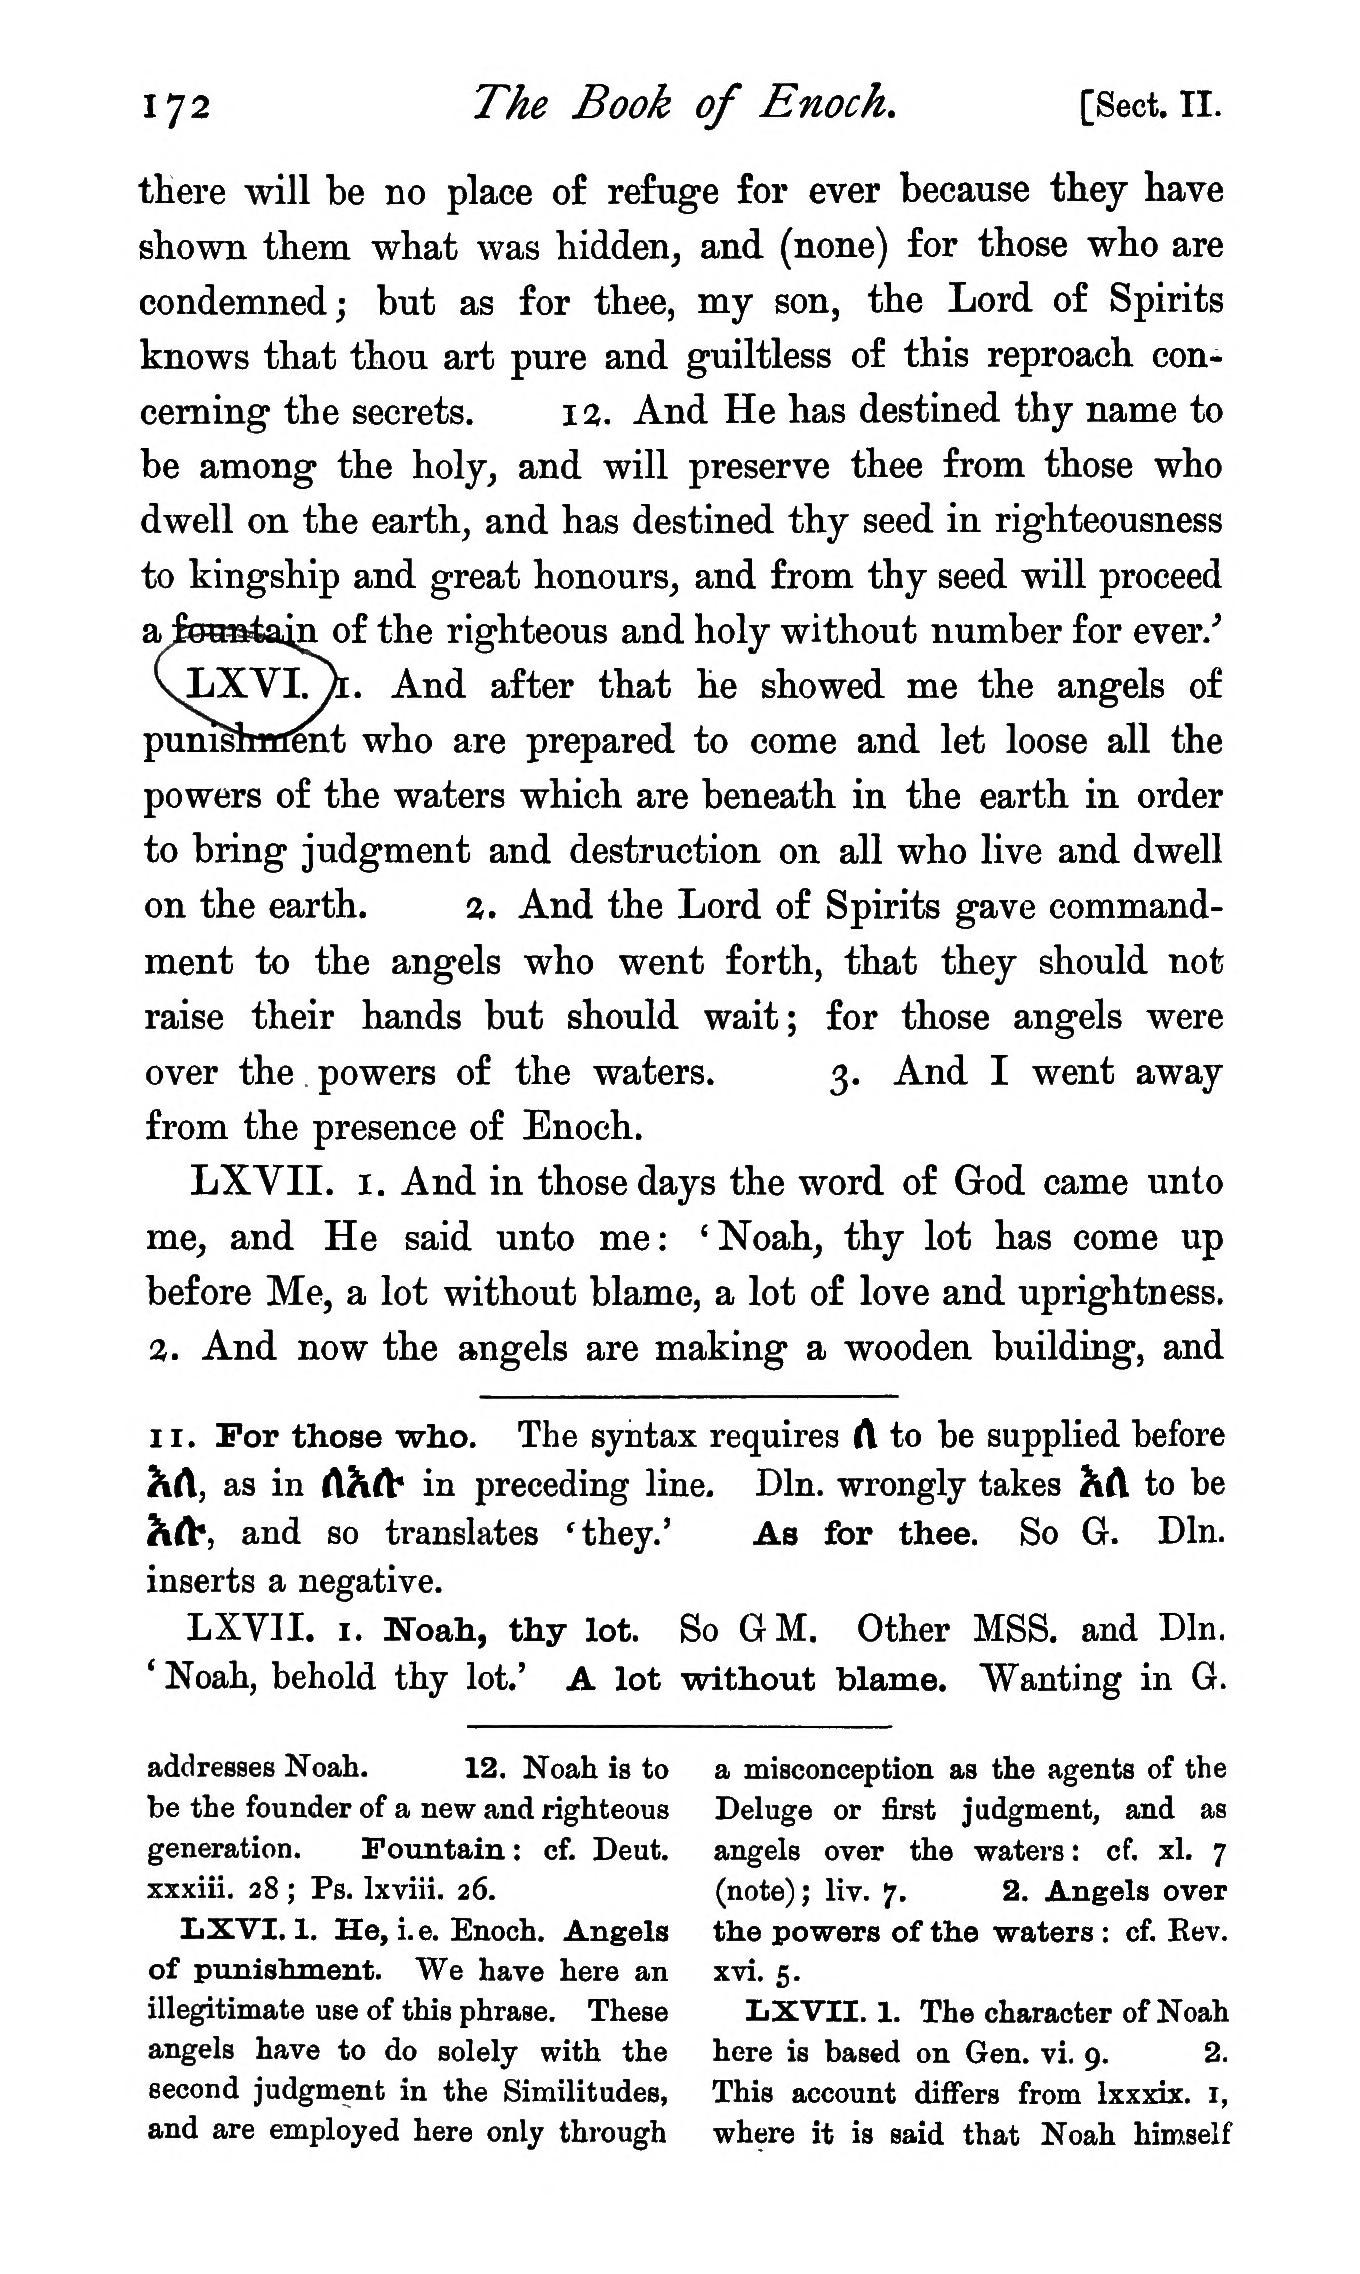 172 The Book of Enoch. [Sect. II.
there will be no place of refuge for ever because they have
shown them what was hidden, and (none) for those who are
condemned; but as for thee, my son, the Lord of Spirits
knows that thou art pure and guiltless of this reproach con-
cerning the secrets. 12. And He has destined thy name to
be among the holy, and will preserve thee from those who
dwell on the earth, and has destined thy seed in righteousness
to kingship and great honours, and from thy seed will proceed
a fountain of the righteous and holy without number for ever.’
LXVI. 1. And after that he showed me the angels of
punishment who are prepared to come and let loose all the
powers of the waters which are beneath in the earth in order
to bring judgment and destruction on all who live and dwell
on the earth. 2. And the Lord of Spirits gave command-
ment to the angels who went forth, that they should not
raise their hands but should wait; for those angels were
over the powers of the waters. 3. And I went away
from the presence of Enoch.
LXVII. 1. And in those days the word of God came unto
me, and He said unto me: ‘Noah, thy lot has come up
before Me, a lot without blame, a lot of love and uprightness.
2. And now the angels are making a wooden building, and
11. For those who. The syntax requires ለ to be supplied before
እለ, as in ለእሉ in preceding line. Dln. wrongly takes እለ to be
እሉ, and so translates ‘they.’ As for thee. So G. Dln.
inserts a negative.
LXVII. 1. Noah, thy lot. So G M. Other MSS. and Dln.
‘Noah, behold thy lot.’ A lot without blame. Wanting in G.
addresses Noah. 12. Noah is to
be the founder of a new and righteous
generation. Fountain: cf. Deut.
xxxiii. 28; Ps. lxviii. 26.
LXVI. 1. He, i.e. Enoch. Angels
of punishment. We have here an
illegitimate use of this phrase. These
angels have to do solely with the
second judgment in the Similitudes,
and are employed here only through
a misconception as the agents of the
Deluge or first judgment, and as
angels over the waters: cf. xl. 7
(note); liv. 7. 2. Angels over
the powers of the waters: cf. Rev.
xvi. 5.
LXVII. 1. The character of Noah
here is based on Gen. vi. 9. 2.
This account differs from lxxxix. 1,
where it is said that Noah himself